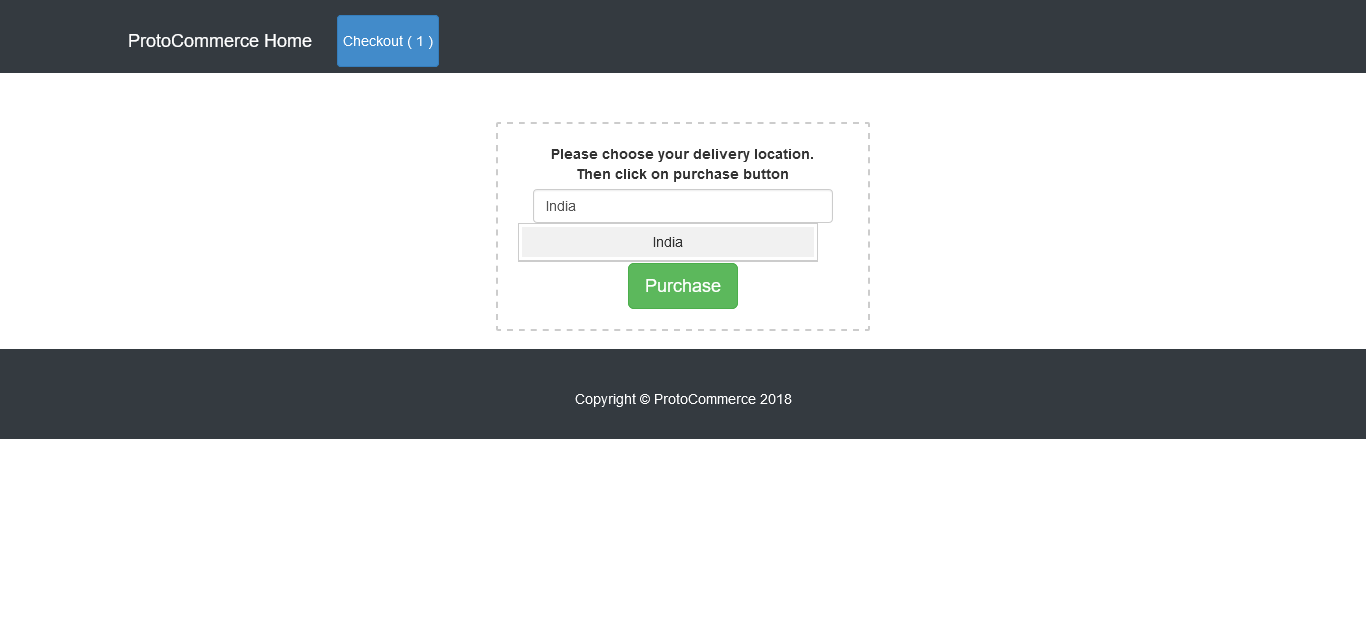 ProtoCommerce Home
Checkout ( 1 )
Please choose your delivery location.
Then click on purchase button
India
India
Purchase
Copyright © ProtoCommerce 2018